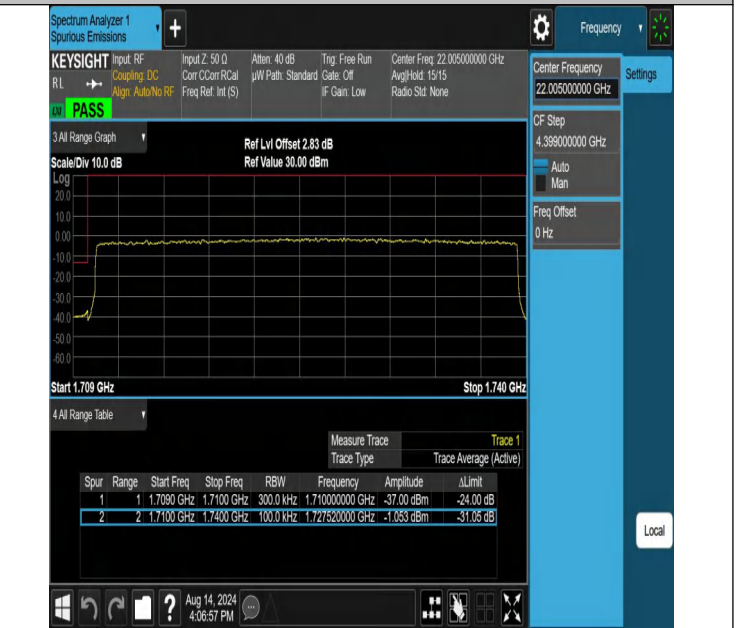 Spectrum Analyzer 1
Spurious Emissions
+
Frequency
KEYSIGHT
RL
PASS
Input: RF
Coupling: DC
Align: Auto/No RF
Input Z: 50 Ω
Corr CCorr RCal
Freq Ref: Int (S)
Atten: 40 dB
µW Path: Standard
Trig: Free Run
Gate: Off
IF Gain: Low
Center Freq: 22.005000000 GHz
Avg|Hold: 15/15
Radio Std: None
Center Frequency
22.005000000 GHz
Settings
CF Step
4.399000000 GHz
Auto
Man
Freq Offset
0 Hz
3 All Range Graph
Scale/Div 10.0 dB
Ref Lvl Offset 2.83 dB
Ref Value 30.00 dBm
Log
20.0
10.0
0.00
-10.0
-20.0
-30.0
-40.0
-50.0
-60.0
Start 1.709 GHz
Stop 1.740 GHz
4 All Range Table
Measure Trace Trace 1
Trace Type Trace Average (Active)
Spur Range Start Freq Stop Freq RBW Frequency Amplitude ΔLimit
1 1 1.7090 GHz 1.7100 GHz 300.0 kHz 1.710000000 GHz -37.00 dBm -24.00 dB
2 2 1.7100 GHz 1.7400 GHz 100.0 kHz 1.727520000 GHz -1.053 dBm -31.05 dB
Local
?
Aug 14, 2024
4:06:57 PM